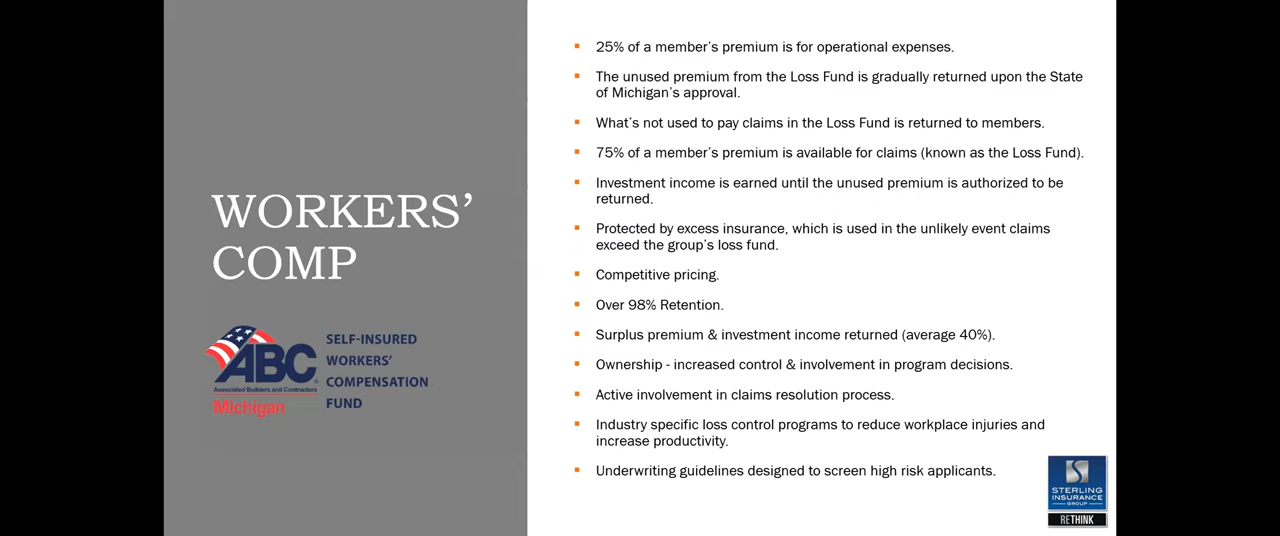 WORKERS'
COMP
ABC
Associated Builders and Contractors
Michigan
SELF-INSURED
WORKERS'
COMPENSATION
FUND
25% of a member's premium is for operational expenses.
The unused premium from the Loss Fund is gradually returned upon the State
of Michigan's approval.
What's not used to pay claims in the Loss Fund is returned to members.
75% of a member's premium is available for claims (known as the Loss Fund).
Investment income is earned until the unused premium is authorized to be
returned.
Protected by excess insurance, which is used in the unlikely event claims
exceed the group's loss fund.
Competitive pricing.
Over 98% Retention.
Surplus premium & investment income returned (average 40%).
Ownership - increased control & involvement in program decisions.
Active involvement in claims resolution process.
Industry specific loss control programs to reduce workplace injuries and
increase productivity.
Underwriting guidelines designed to screen high risk applicants.
STERLING
INSURANCE
GROUP
RETHINK